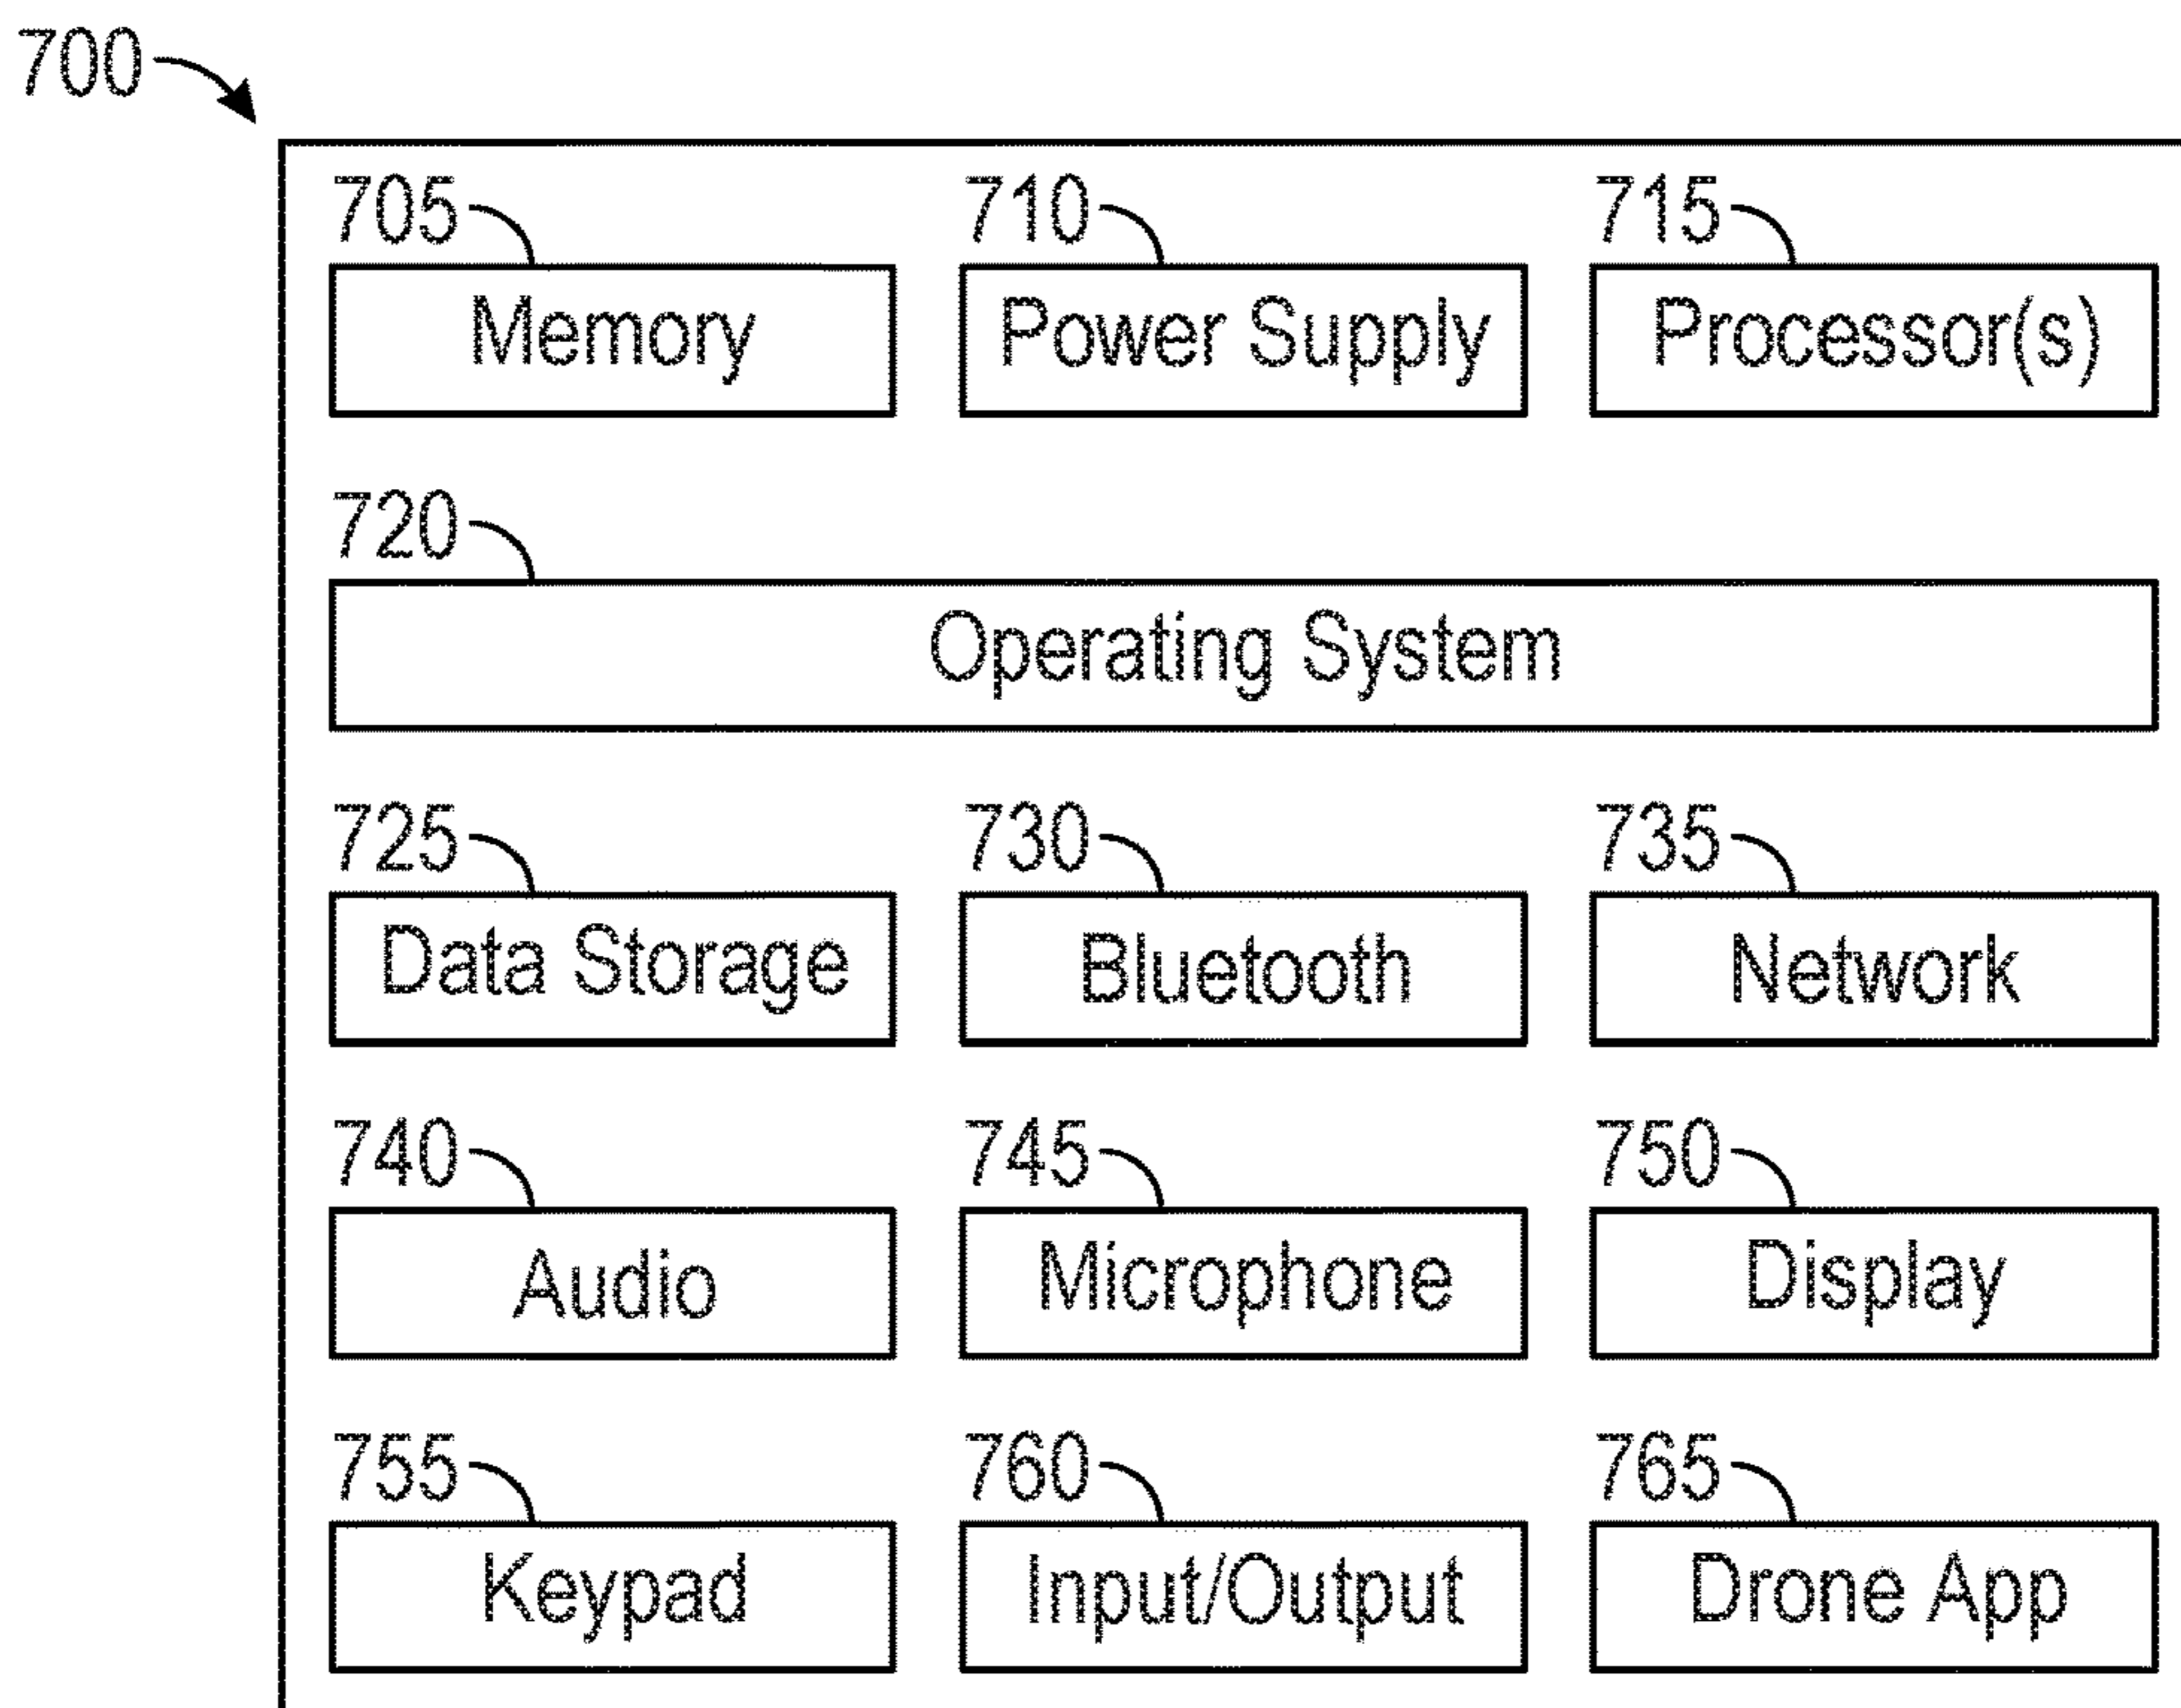 700
705 710 715
Memory Power Supply Processor(s)
720
Operating System
725 730 735
Data Storage Bluetooth Network
740 745 750
Audio Microphone Display
755 760 765
Keypad Input/Output Drone App